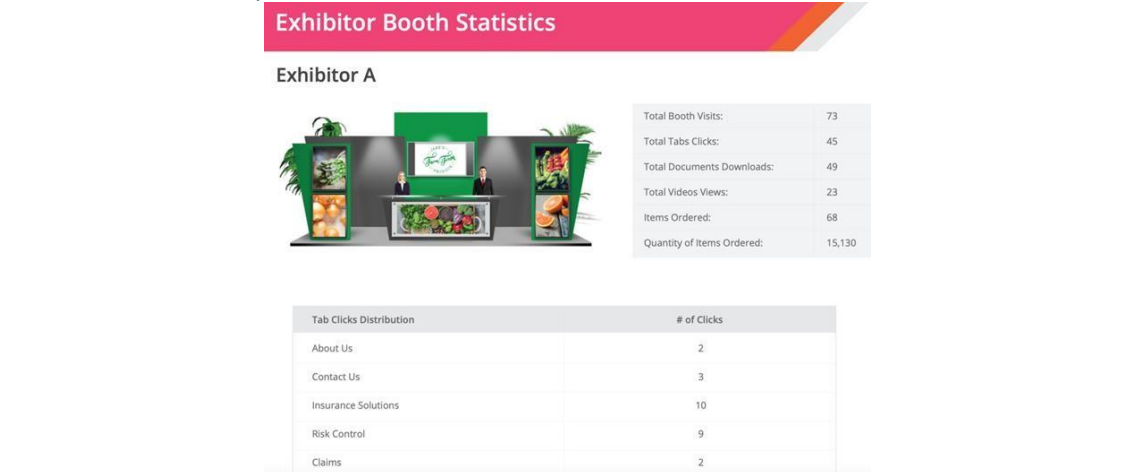 Exhibitor Booth Statistics
Exhibitor A
Total Booth Visits: 73
Total Tabs Clicks: 45
Total Documents Downloads: 49
Total Videos Views: 23
Items Ordered: 68
Quantity of Items Ordered: 15,130
Tab Clicks Distribution # of Clicks
About Us 2
Contact Us 3
Insurance Solutions 10
Risk Control 9
Claims 2